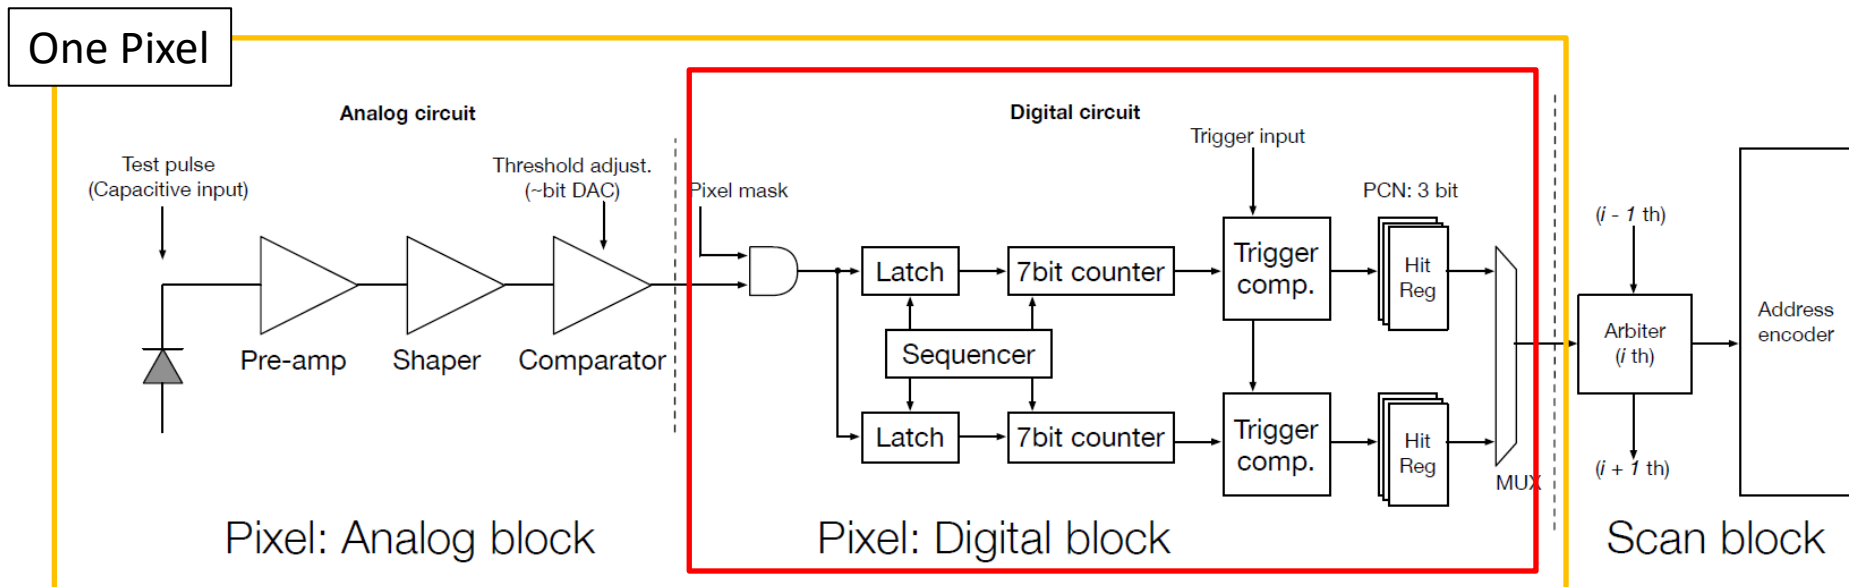 One Pixel
Analog circuit
Digital circuit
Test pulse
(Capacitive input)
Threshold adjust.
(~bit DAC)
Pixel mask
Trigger input
PCN: 3 bit
(i - 1 th)
Latch
7bit counter
Trigger
comp.
Hit
Reg
Address
encoder
Arbiter
(i th)
Pre-amp
Shaper
Comparator
Sequencer
Latch
7bit counter
Trigger
comp.
Hit
Reg
(i + 1 th)
MUX
Pixel: Analog block
Pixel: Digital block
Scan block